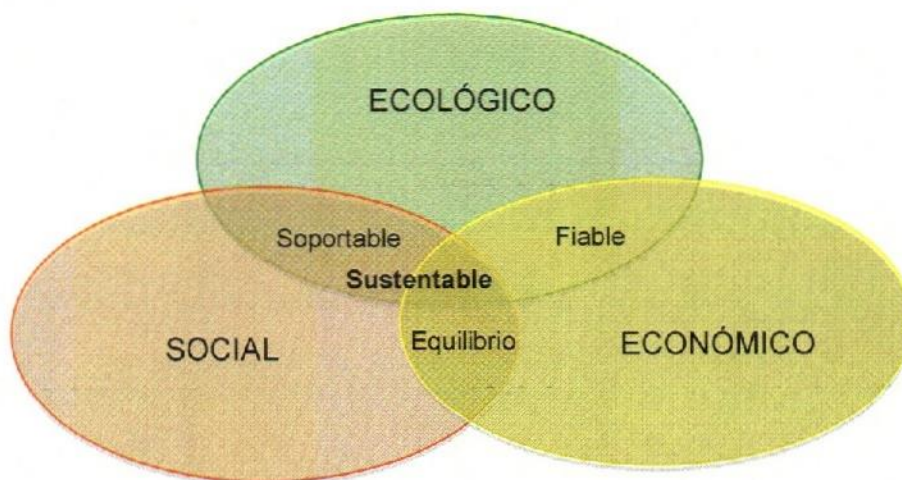 ECOLÓGICO
Soportable
Fiable
Sustentable
SOCIAL
Equilibrio
ECONÓMICO